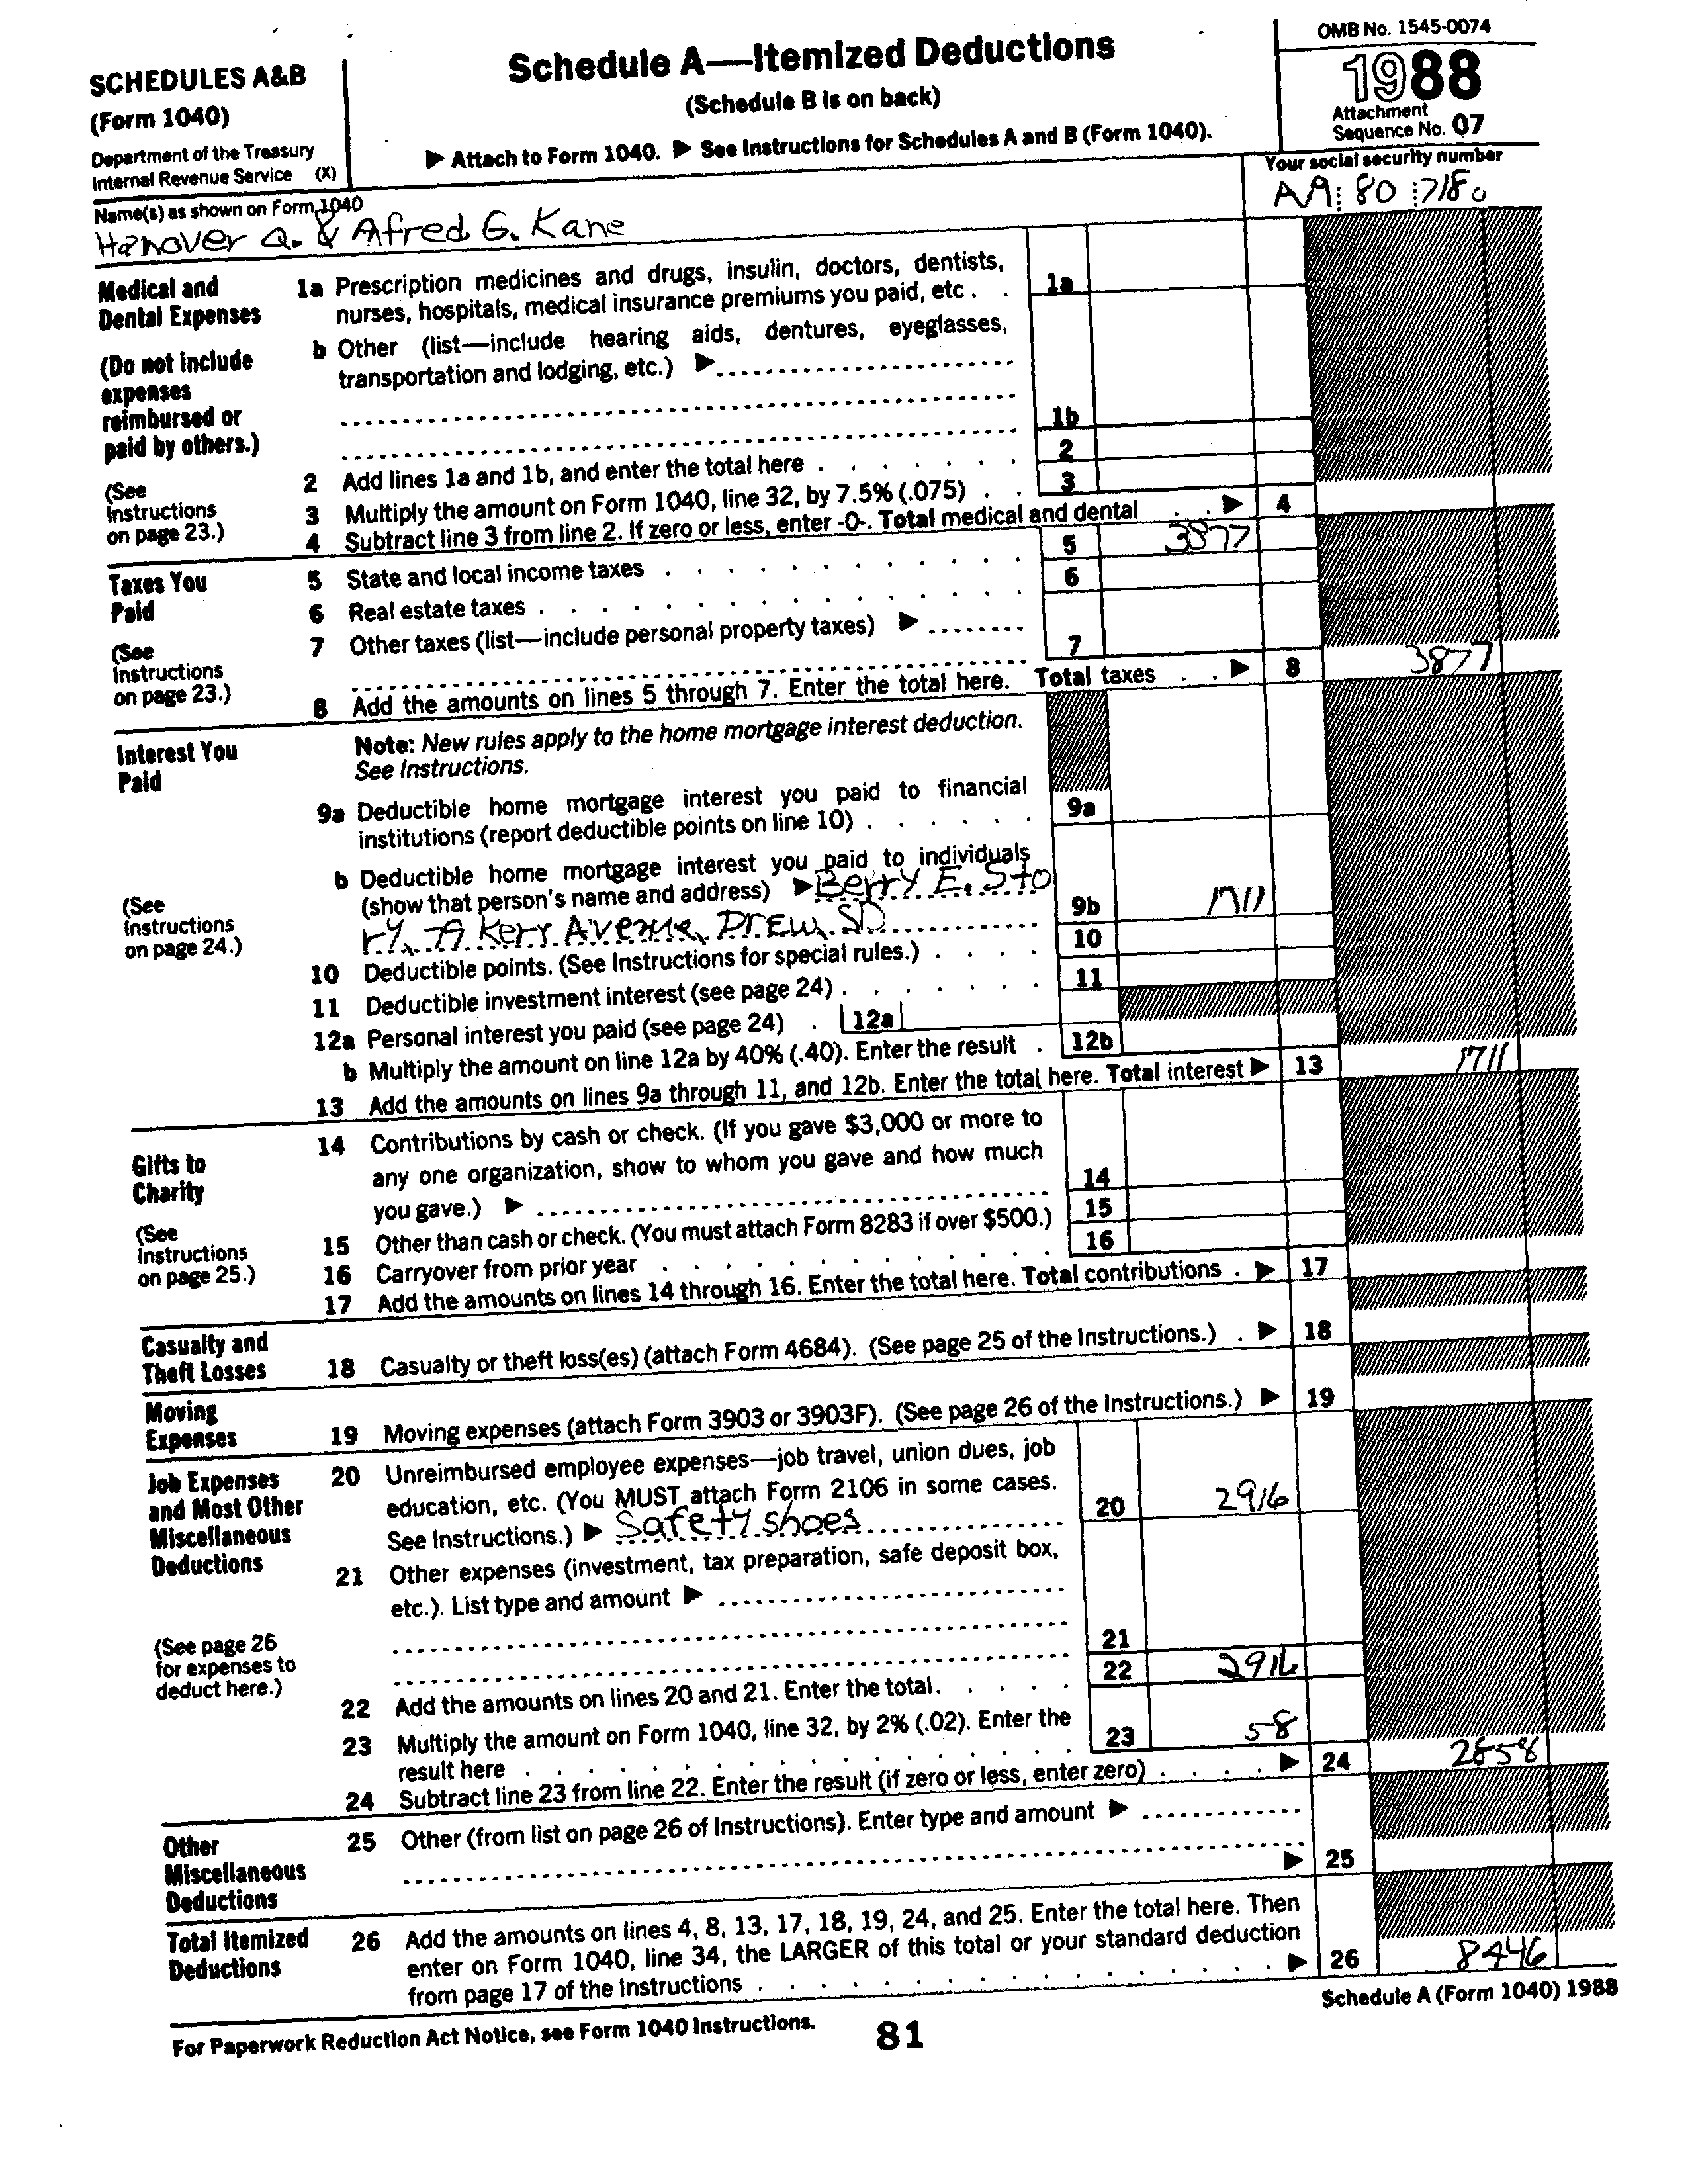 SCHEDULES A&B
(Form 1040)
Department of the Treasury
Internal Revenue Service (X)
Schedule A—Itemized Deductions
(Schedule B is on back)
▶ Attach to Form 1040. ▶ See Instructions for Schedules A and B (Form 1040).
OMB No. 1545-0074
1988
Attachment
Sequence No. 07
Name(s) as shown on Form 1040
Hanover Q. & Alfred G. Kane
Your social security number
80 7180
Medical and
Dental Expenses
(Do not include
expenses
reimbursed or
paid by others.)
(See
Instructions
on page 23.)
1a Prescription medicines and drugs, insulin, doctors, dentists,
nurses, hospitals, medical insurance premiums you paid, etc . . 1a
b Other (list—include hearing aids, dentures, eyeglasses,
transportation and lodging, etc.) ▶
1b
2 Add lines 1a and 1b, and enter the total here . . . . . . . 2
3 Multiply the amount on Form 1040, line 32, by 7.5% (.075) . . 3
4 Subtract line 3 from line 2. If zero or less, enter -0-. Total medical and dental . . ▶ 4
Taxes You
Paid
(See
Instructions
on page 23.)
5 State and local income taxes . . . . . . . . . . . . 5 3877
6 Real estate taxes . . . . . . . . . . . . . . . 6
7 Other taxes (list—include personal property taxes) ▶
7
8 Add the amounts on lines 5 through 7. Enter the total here. Total taxes . . ▶ 8 3877
Interest You
Paid
(See
Instructions
on page 24.)
Note: New rules apply to the home mortgage interest deduction.
See Instructions.
9a Deductible home mortgage interest you paid to financial
institutions (report deductible points on line 10) . . . . . . 9a
b Deductible home mortgage interest you paid to individuals
(show that person's name and address) ▶ Berry E. Sto
ry, 79 Kerr Avenue, Drew, SD 9b 1711
10 Deductible points. (See Instructions for special rules.) . . . . 10
11 Deductible investment interest (see page 24) . . . . . . . 11
12a Personal interest you paid (see page 24) . 12a
b Multiply the amount on line 12a by 40% (.40). Enter the result . 12b
13 Add the amounts on lines 9a through 11, and 12b. Enter the total here. Total interest ▶ 13 1711
Gifts to
Charity
(See
Instructions
on page 25.)
14 Contributions by cash or check. (If you gave $3,000 or more to
any one organization, show to whom you gave and how much
you gave.) ▶ 14
15 Other than cash or check. (You must attach Form 8283 if over $500.) 15
16 Carryover from prior year . . . . . . . . . . . . 16
17 Add the amounts on lines 14 through 16. Enter the total here. Total contributions . ▶ 17
Casualty and
Theft Losses
18 Casualty or theft loss(es) (attach Form 4684). (See page 25 of the Instructions.) . ▶ 18
Moving
Expenses
19 Moving expenses (attach Form 3903 or 3903F). (See page 26 of the Instructions.) ▶ 19
Job Expenses
and Most Other
Miscellaneous
Deductions
(See page 26
for expenses to
deduct here.)
20 Unreimbursed employee expenses—job travel, union dues, job
education, etc. (You MUST attach Form 2106 in some cases.
See Instructions.) ▶ Safety shoes 20 2916
21 Other expenses (investment, tax preparation, safe deposit box,
etc.). List type and amount ▶
21
22 Add the amounts on lines 20 and 21. Enter the total. . . . . 22 2916
23 Multiply the amount on Form 1040, line 32, by 2% (.02). Enter the
result here . . . . . . . . . . . . . . . . 23 58
24 Subtract line 23 from line 22. Enter the result (if zero or less, enter zero) . . . . ▶ 24 2858
Other
Miscellaneous
Deductions
25 Other (from list on page 26 of Instructions). Enter type and amount ▶
▶ 25
Total Itemized
Deductions
26 Add the amounts on lines 4, 8, 13, 17, 18, 19, 24, and 25. Enter the total here. Then
enter on Form 1040, line 34, the LARGER of this total or your standard deduction
from page 17 of the Instructions . . . . . . . . . . . . . . . . ▶ 26 8446
For Paperwork Reduction Act Notice, see Form 1040 Instructions.
81
Schedule A (Form 1040) 1988